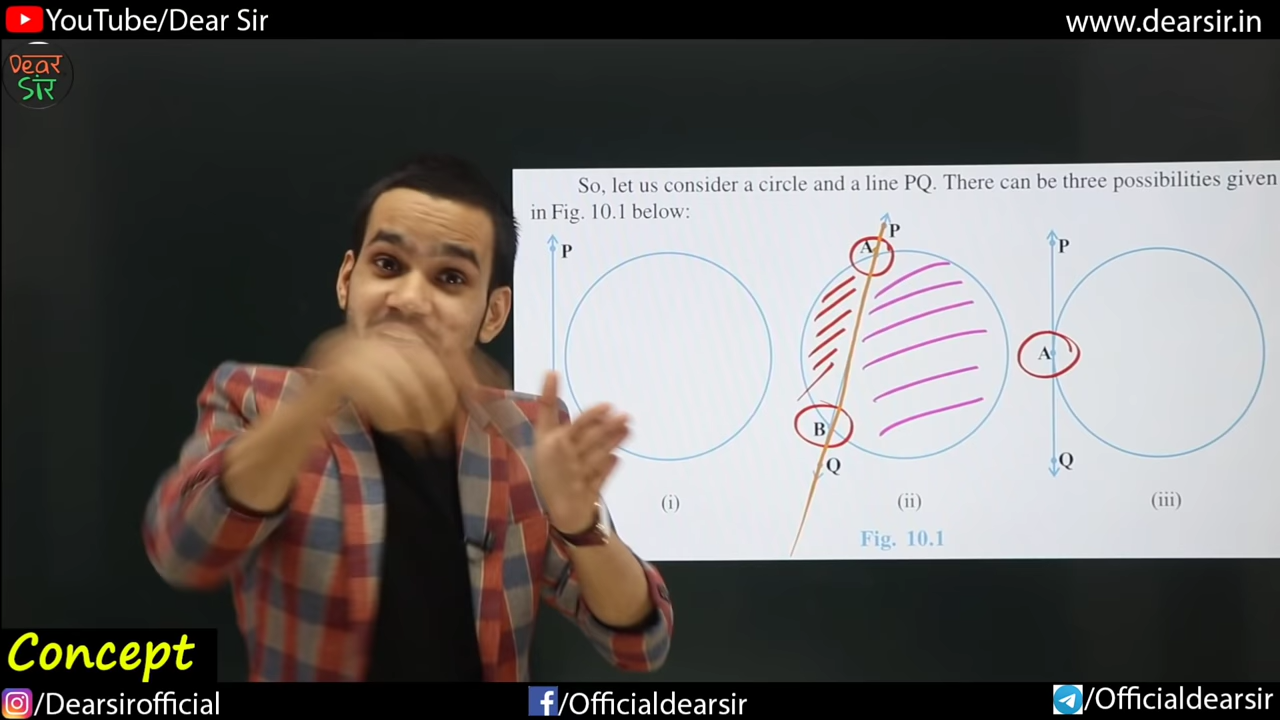 YouTube/Dear Sir
www.dearsir.in
Dear
सर
So, let us consider a circle and a line PQ. There can be three possibilities given
in Fig. 10.1 below:
P
P
P
A
A
B
Q
Q
(i)
(ii)
(iii)
Fig. 10.1
Concept
/Dearsirofficial
/Officialdearsir
/Officialdearsir